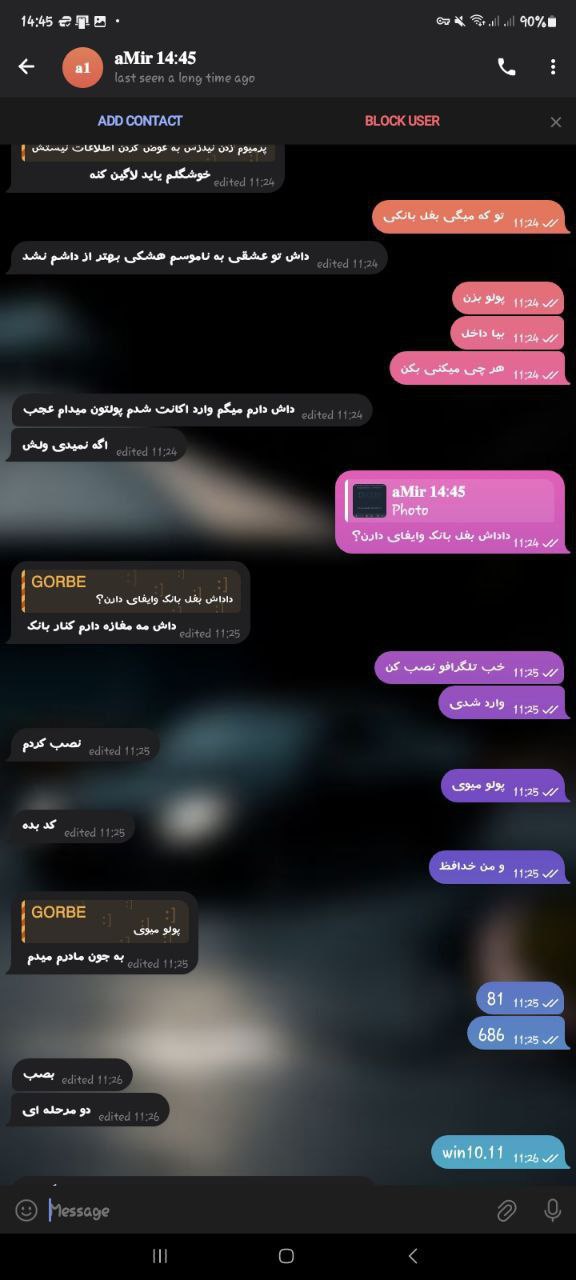 14:45
90%
a1
aMir 14:45
last seen a long time ago
ADD CONTACT
BLOCK USER
پرمیوم زدن نیدزس به عوض کردن اطلاعات نیستش
خوشگلم یاید لاگین کنه edited 11:24
تو که میگی بغل بانکی 11:24
داش تو عشقی به ناموسم هشکی بهتر از داشم نشد edited 11:24
پولو بزن 11:24
بیا داخل 11:24
هر چی میکنی بکن 11:24
داش دارم میگم وارد اکانت شدم پولتون میدام عجب edited 11:24
اگه نمیدی ولش edited 11:24
aMir 14:45
Photo
داداش بغل بانک وایفای دارن؟ 11:24
GORBE
داداش بغل بانک وایفای دارن؟
داش مه مغازه دارم کنار بانک edited 11:25
خب تلگرافو نصب کن 11:25
وارد شدی 11:25
نصب کردم edited 11:25
پولو میوی 11:25
کد بده edited 11:25
و من خدافظ 11:25
GORBE
پولو میوی
به جون مادرم میدم edited 11:25
81 11:25
686 11:25
بصب edited 11:26
دو مرحله ای edited 11:26
win10.11 11:26
Message